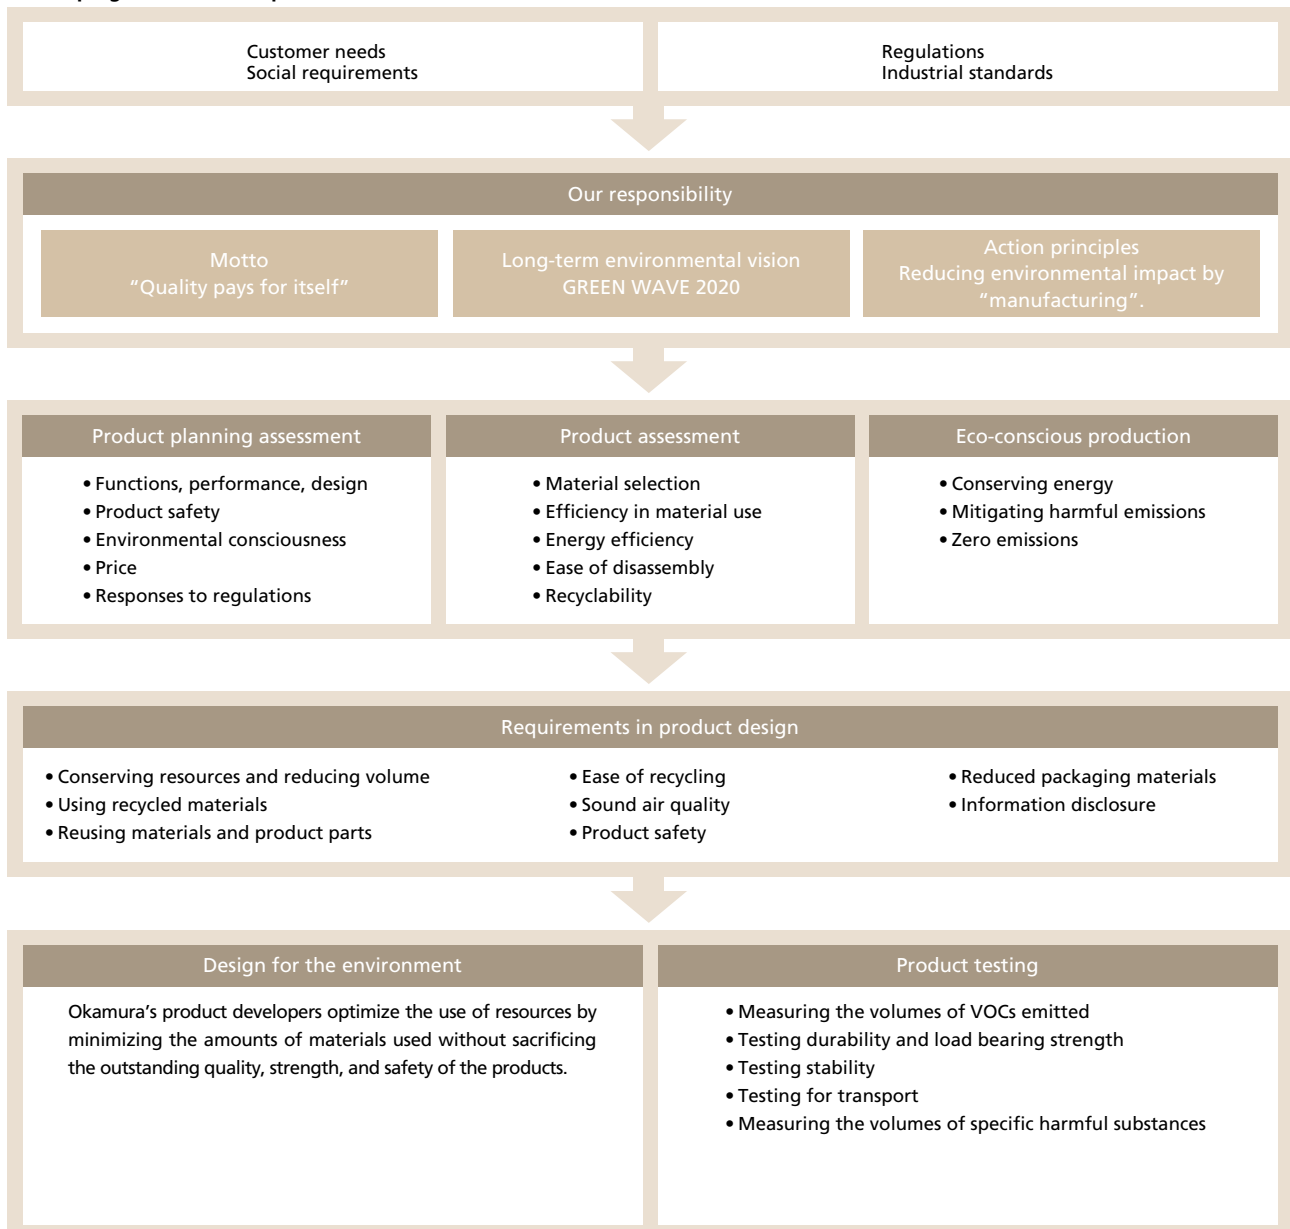 Customer needs
Social requirements
Regulations
Industrial standards
Our responsibility
Motto
“Quality pays for itself”
Long-term environmental vision
GREEN WAVE 2020
Action principles
Reducing environmental impact by
“manufacturing”.
Product planning assessment
• Functions, performance, design
• Product safety
• Environmental consciousness
• Price
• Responses to regulations
Product assessment
• Material selection
• Efficiency in material use
• Energy efficiency
• Ease of disassembly
• Recyclability
Eco-conscious production
• Conserving energy
• Mitigating harmful emissions
• Zero emissions
Requirements in product design
• Conserving resources and reducing volume
• Using recycled materials
• Reusing materials and product parts
• Ease of recycling
• Sound air quality
• Product safety
• Reduced packaging materials
• Information disclosure
Design for the environment
Okamura’s product developers optimize the use of resources by
minimizing the amounts of materials used without sacrificing
the outstanding quality, strength, and safety of the products.
Product testing
• Measuring the volumes of VOCs emitted
• Testing durability and load bearing strength
• Testing stability
• Testing for transport
• Measuring the volumes of specific harmful substances